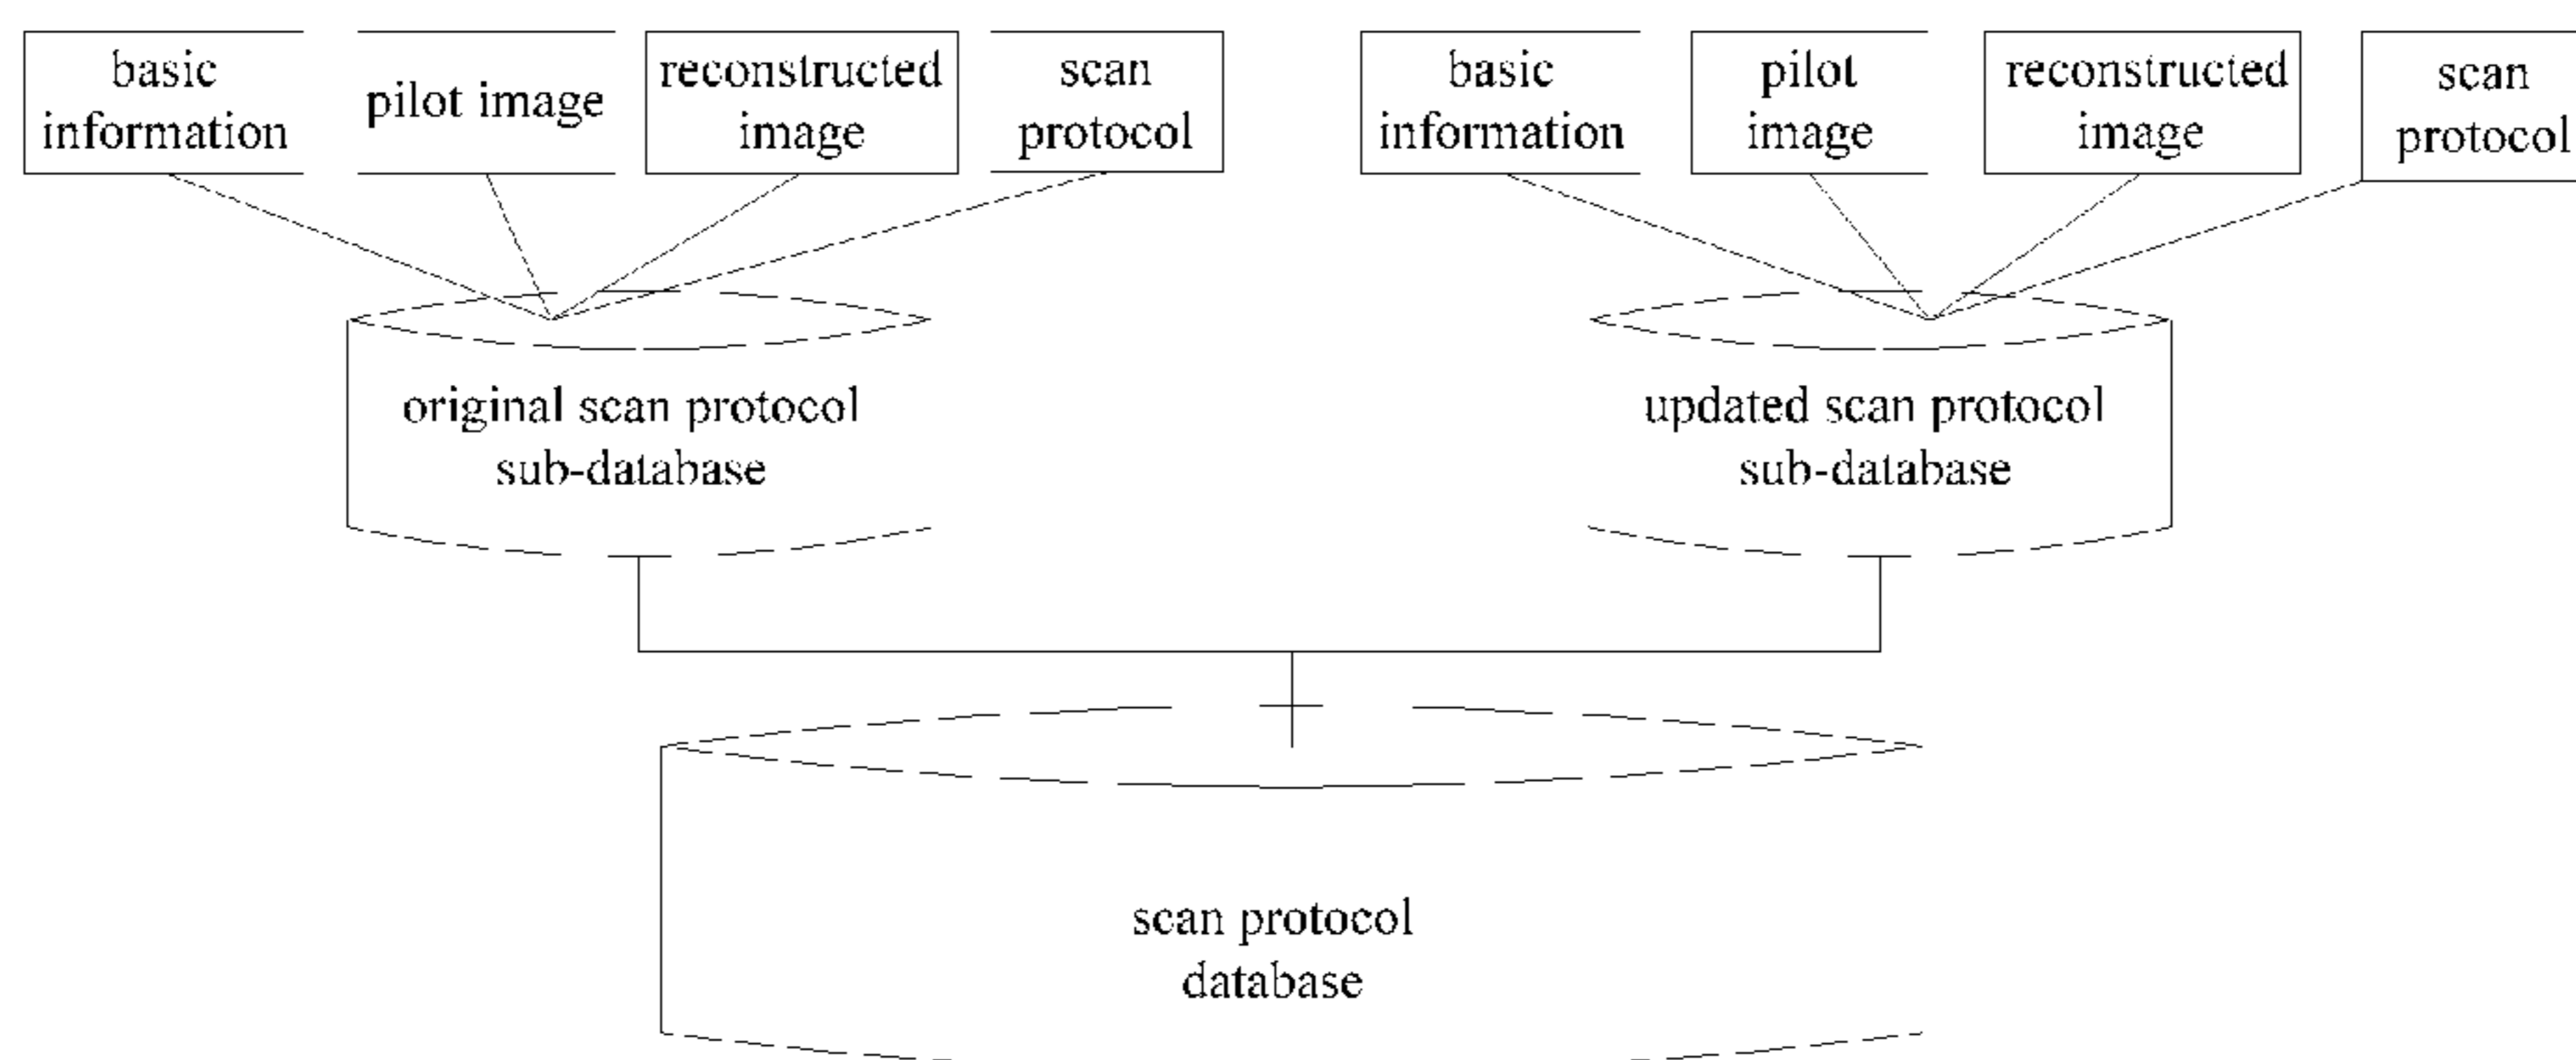 basic
information
pilot image
reconstructed
image
scan
protocol
basic
information
pilot
image
reconstructed
image
scan
protocol
original scan protocol
sub-database
updated scan protocol
sub-database
scan protocol
database